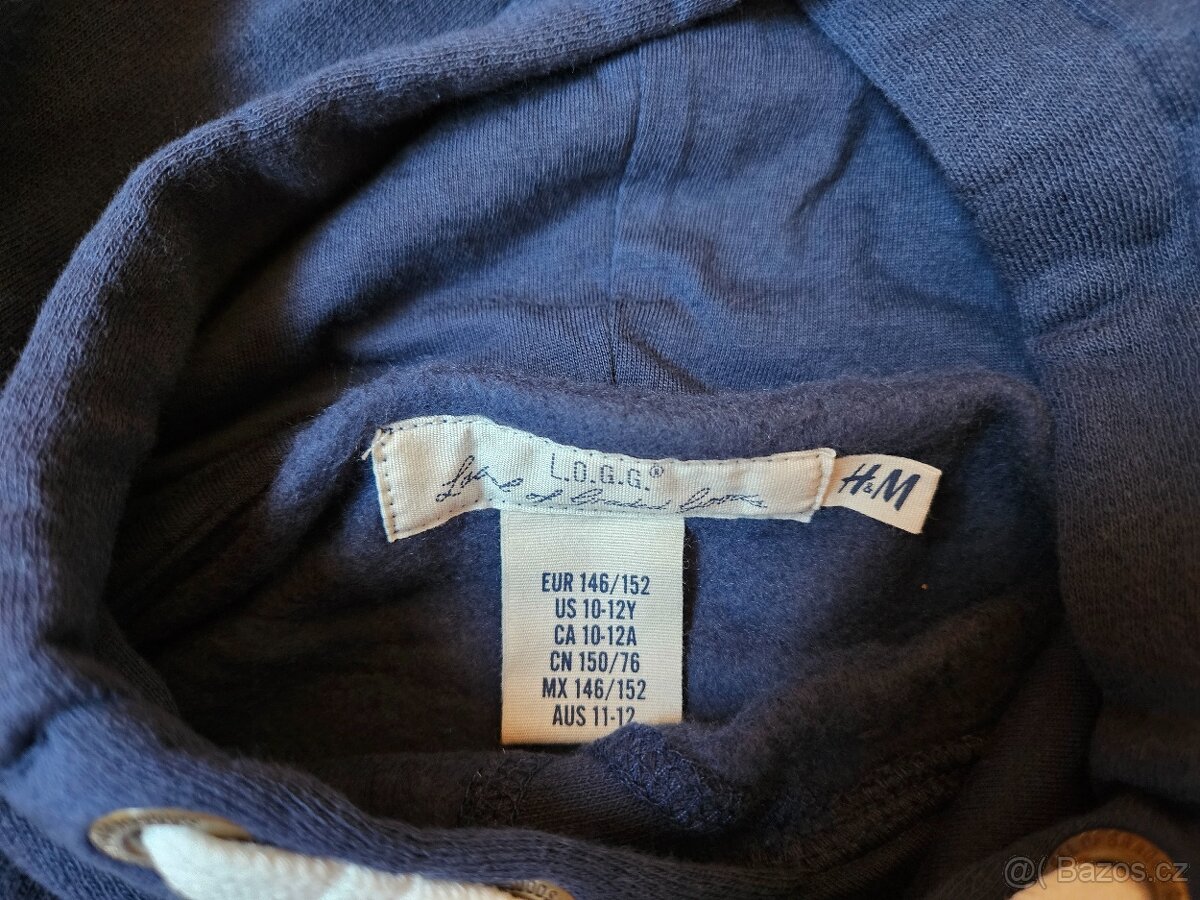 L.O.G.G.®
H&M
EUR 146/152
US 10-12Y
CA 10-12A
CN 150/76
MX 146/152
AUS 11-12
Bazos.cz